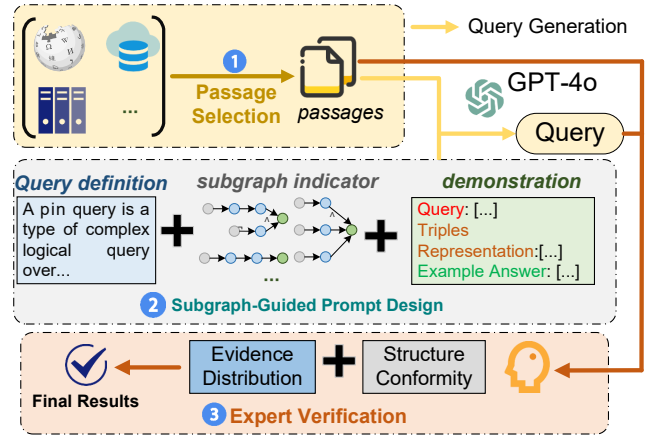 Query Generation
1
Passage
Selection
...
passages
GPT-4o
Query
Query definition
subgraph indicator
demonstration
A pin query is a
type of complex
logical query
over...
^
^
...
Query: [...]
Triples
Representation:[...]
Example Answer: [...]
2 Subgraph-Guided Prompt Design
Final Results
Evidence
Distribution
Structure
Conformity
3 Expert Verification